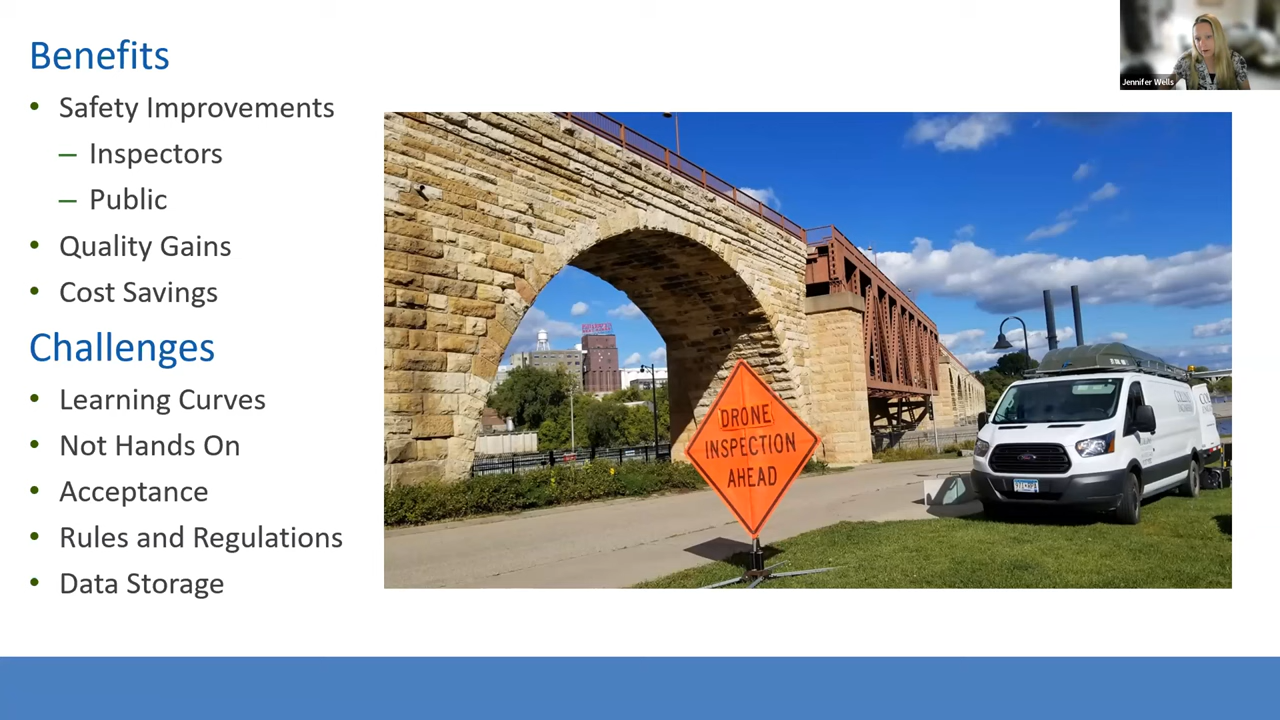 Benefits
• Safety Improvements
– Inspectors
– Public
• Quality Gains
• Cost Savings
Challenges
• Learning Curves
• Not Hands On
• Acceptance
• Rules and Regulations
• Data Storage
DRONE
INSPECTION
AHEAD
Jennifer Wells